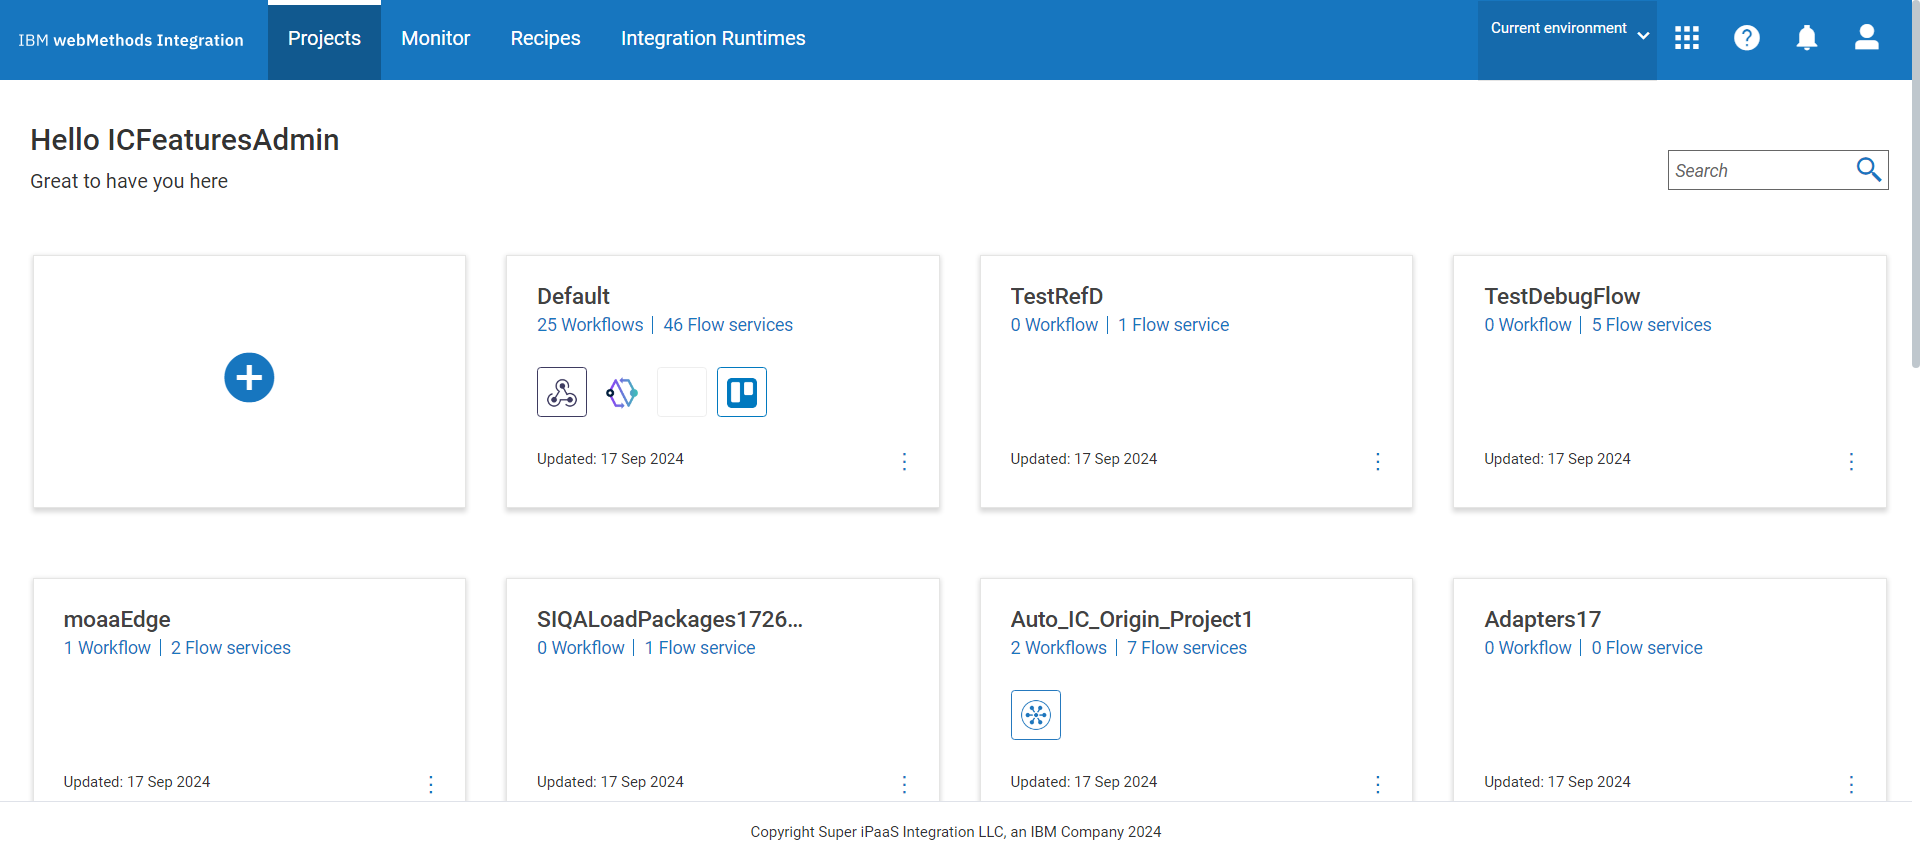 IBM webMethods Integration
Projects
Monitor
Recipes
Integration Runtimes
Current environment
Hello ICFeaturesAdmin
Great to have you here
Search
Default
25 Workflows | 46 Flow services
Updated: 17 Sep 2024
TestRefD
0 Workflow | 1 Flow service
Updated: 17 Sep 2024
TestDebugFlow
0 Workflow | 5 Flow services
Updated: 17 Sep 2024
moaaEdge
1 Workflow | 2 Flow services
Updated: 17 Sep 2024
SIQALoadPackages1726...
0 Workflow | 1 Flow service
Updated: 17 Sep 2024
Auto_IC_Origin_Project1
2 Workflows | 7 Flow services
Updated: 17 Sep 2024
Adapters17
0 Workflow | 0 Flow service
Updated: 17 Sep 2024
Copyright Super iPaaS Integration LLC, an IBM Company 2024